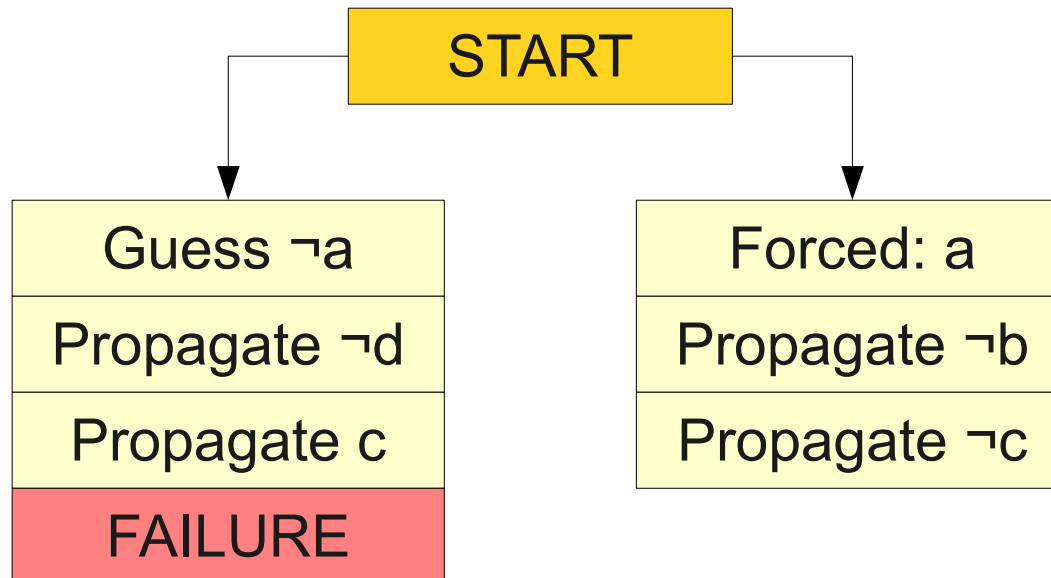 START
Guess ¬a
Propagate ¬d
Propagate c
FAILURE
Forced: a
Propagate ¬b
Propagate ¬c